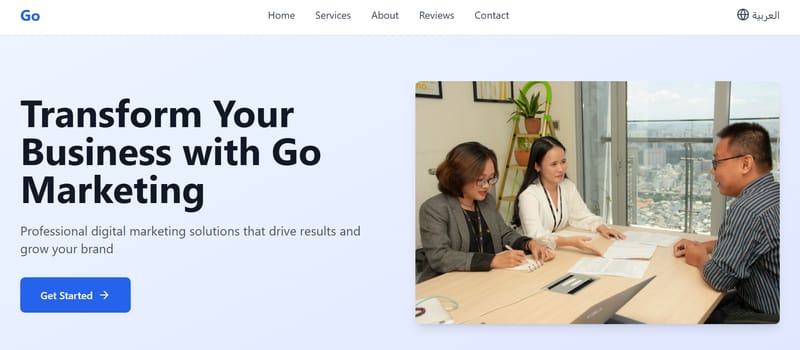 Go
Home
Services
About
Reviews
Contact
العربية
Transform Your
Business with Go
Marketing
Professional digital marketing solutions that drive results and
grow your brand
Get Started